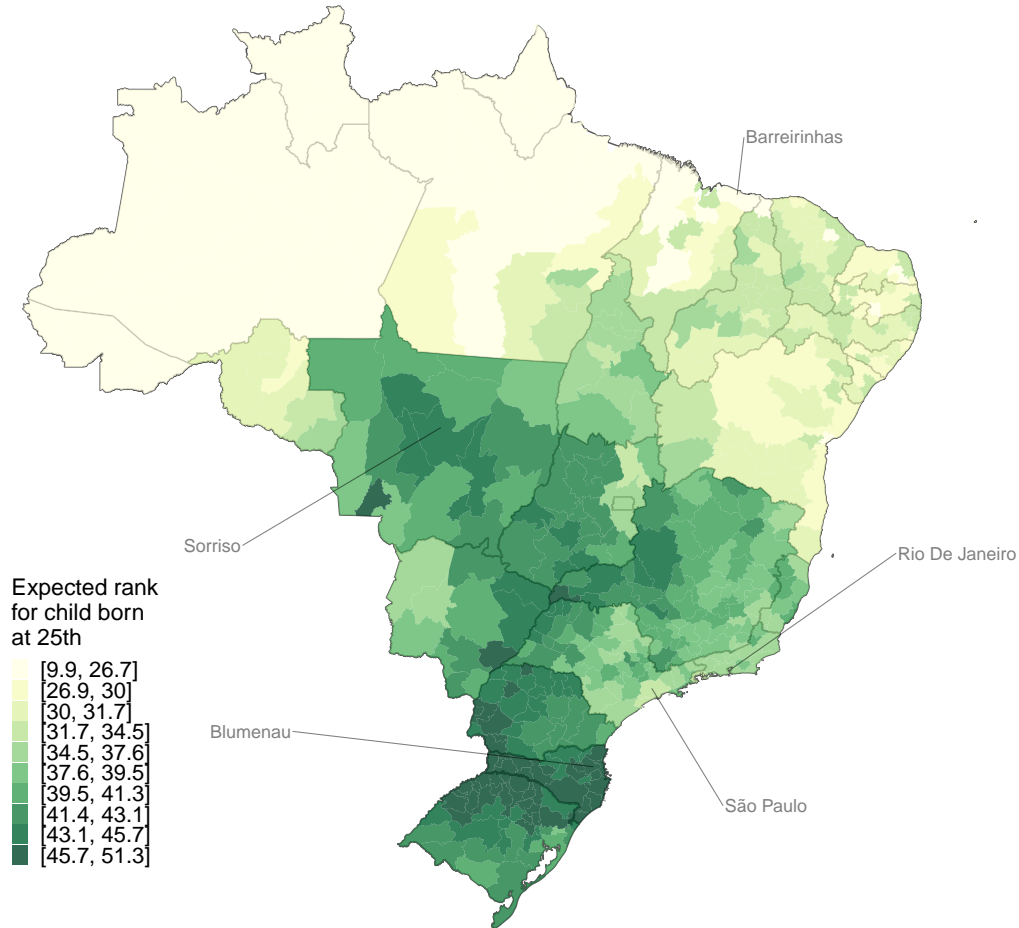 Barreirinhas
Sorriso
Rio De Janeiro
Expected rank
for child born
at 25th
[9.9, 26.7]
[26.9, 30]
[30, 31.7]
[31.7, 34.5]
[34.5, 37.6]
[37.6, 39.5]
[39.5, 41.3]
[41.4, 43.1]
[43.1, 45.7]
[45.7, 51.3]
Blumenau
São Paulo